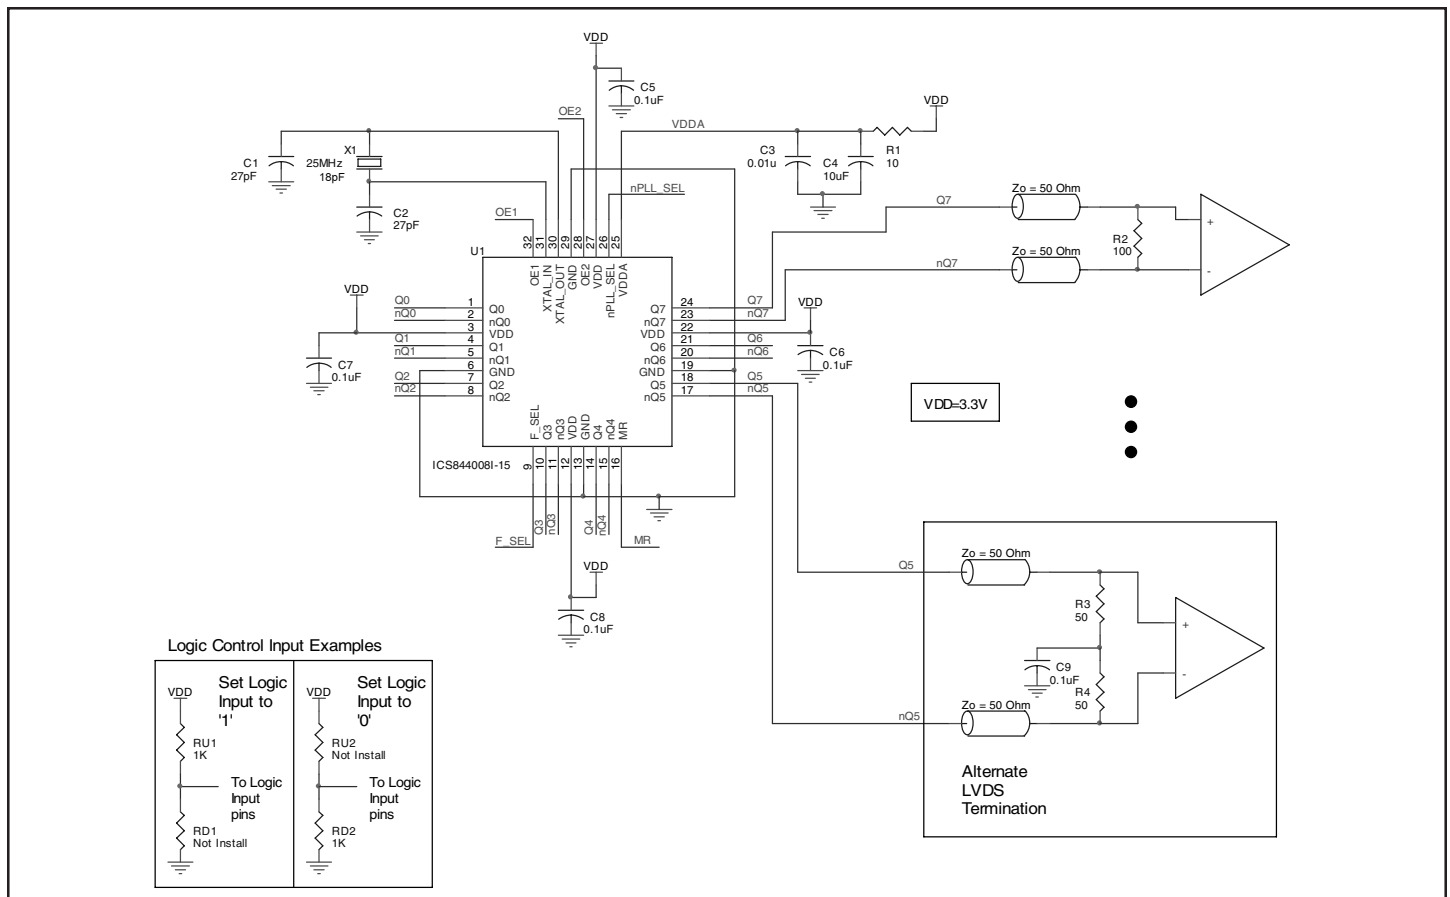 VDD
C5
0.1uF
OE2
VDDA
VDD
C3
0.01u
C4
10uF
R1
10
C1
27pF
X1
25MHz
18pF
C2
27pF
nPLL_SEL
OE1
Zo = 50 Ohm
Q7
R2
100
+
-
Zo = 50 Ohm
nQ7
U1
32
31
30
29
28
27
26
25
OE1
XTAL_IN
XTAL_OUT
GND
OE2
VDD
nPLL_SEL
VDDA
VDD
Q0 1 Q0
nQ0 2 nQ0
3 VDD
Q1 4 Q1
nQ1 5 nQ1
6 GND
Q2 7 Q2
nQ2 8 nQ2
C7
0.1uF
Q7 24 Q7
nQ7 23 nQ7
VDD 22
Q6 21 Q6
nQ6 20 nQ6
GND 19
Q5 18 Q5
nQ5 17 nQ5
VDD
C6
0.1uF
VDD=3.3V
F_SEL
Q3
nQ3
VDD
GND
Q4
nQ4
MR
ICS844008I-15
9
10
11
12
13
14
15
16
Q3
nQ3
Q4
nQ4
F_SEL
MR
VDD
C8
0.1uF
Q5
Zo = 50 Ohm
R3
50
C9
0.1uF
R4
50
+
-
nQ5
Zo = 50 Ohm
Alternate
LVDS
Termination
Logic Control Input Examples
VDD
Set Logic
Input to
'1'
RU1
1K
To Logic
Input
pins
RD1
Not Install
VDD
Set Logic
Input to
'0'
RU2
Not Install
To Logic
Input
pins
RD2
1K